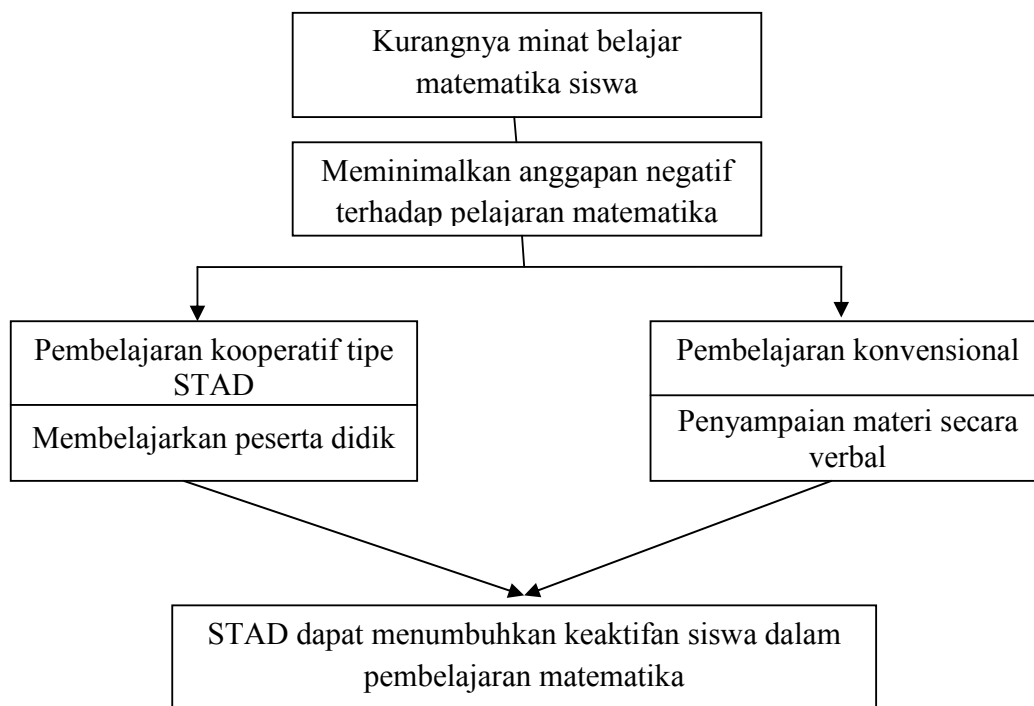 Kurangnya minat belajar
matematika siswa
Meminimalkan anggapan negatif
terhadap pelajaran matematika
Pembelajaran kooperatif tipe
STAD
Membelajarkan peserta didik
Pembelajaran konvensional
Penyampaian materi secara
verbal
STAD dapat menumbuhkan keaktifan siswa dalam
pembelajaran matematika